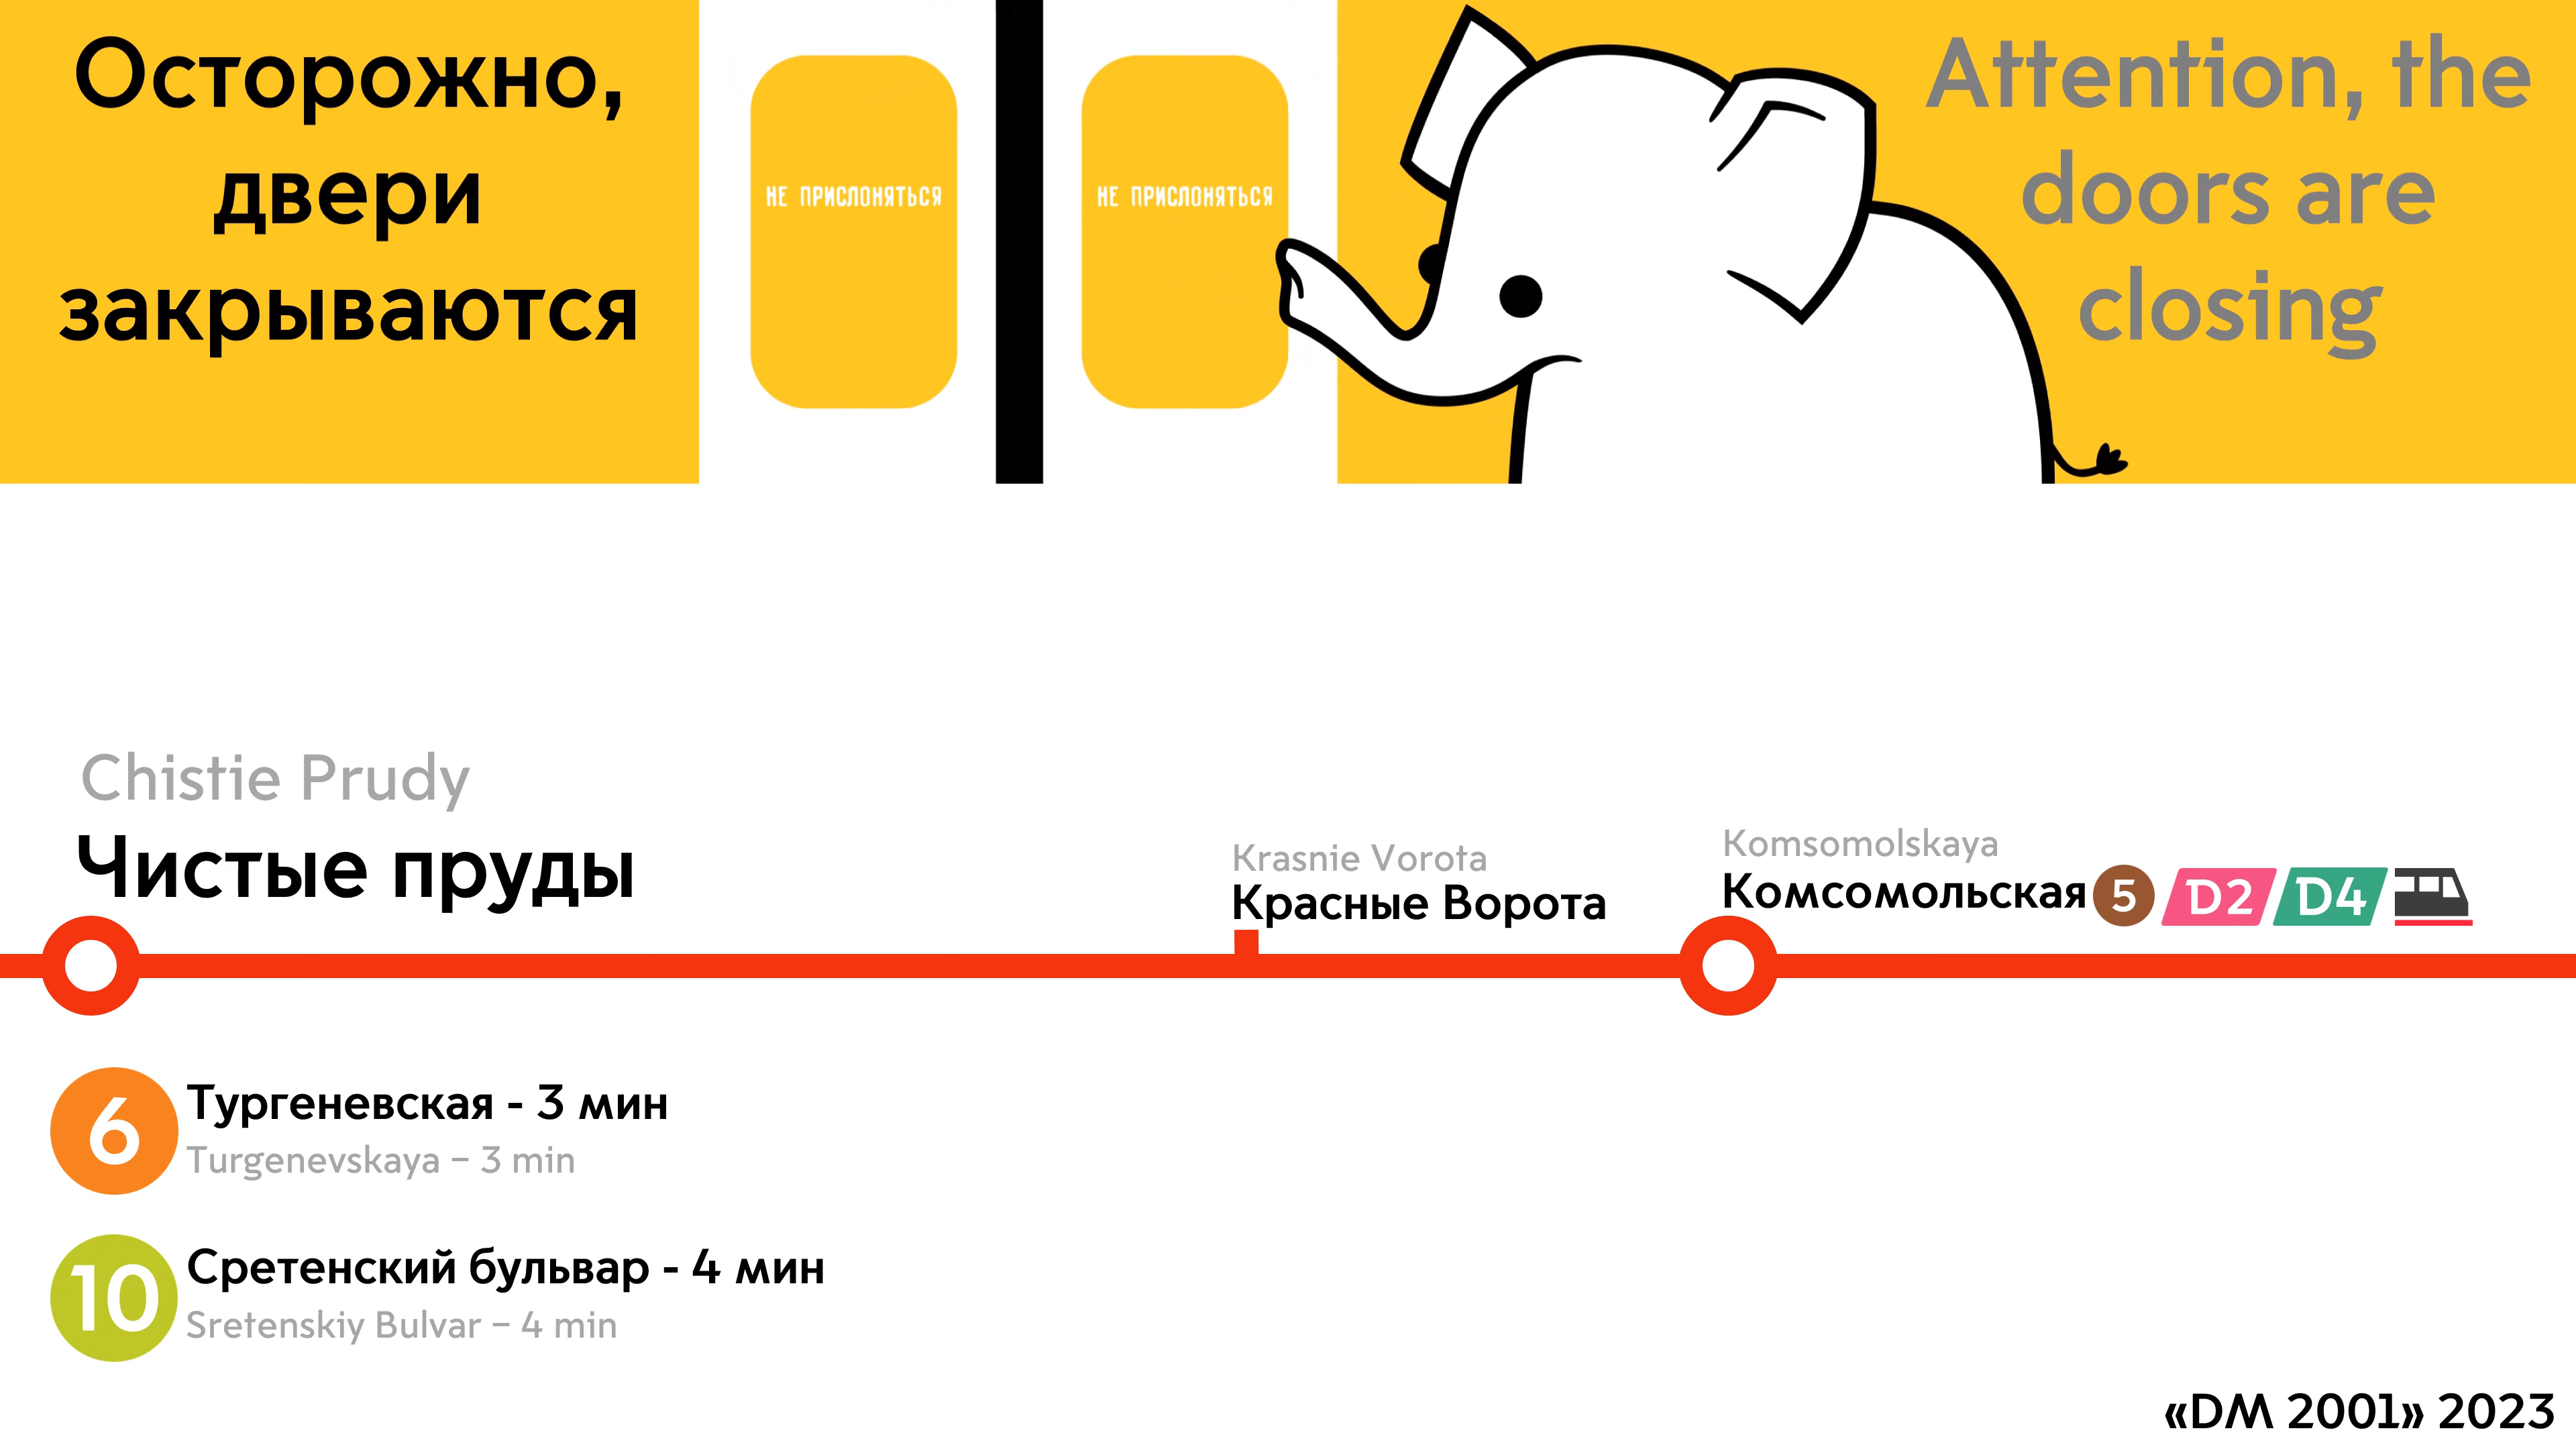 Осторожно,
двери
закрываются
НЕ ПРИСЛОНЯТЬСЯ
НЕ ПРИСЛОНЯТЬСЯ
Attention, the
doors are
closing
Chistie Prudy
Чистые пруды
Krasnie Vorota
Красные Ворота
Komsomolskaya
Комсомольская 5 D2 D4
6
Тургеневская - 3 мин
Turgenevskaya – 3 min
10
Сретенский бульвар - 4 мин
Sretenskiy Bulvar – 4 min
«DM 2001» 2023